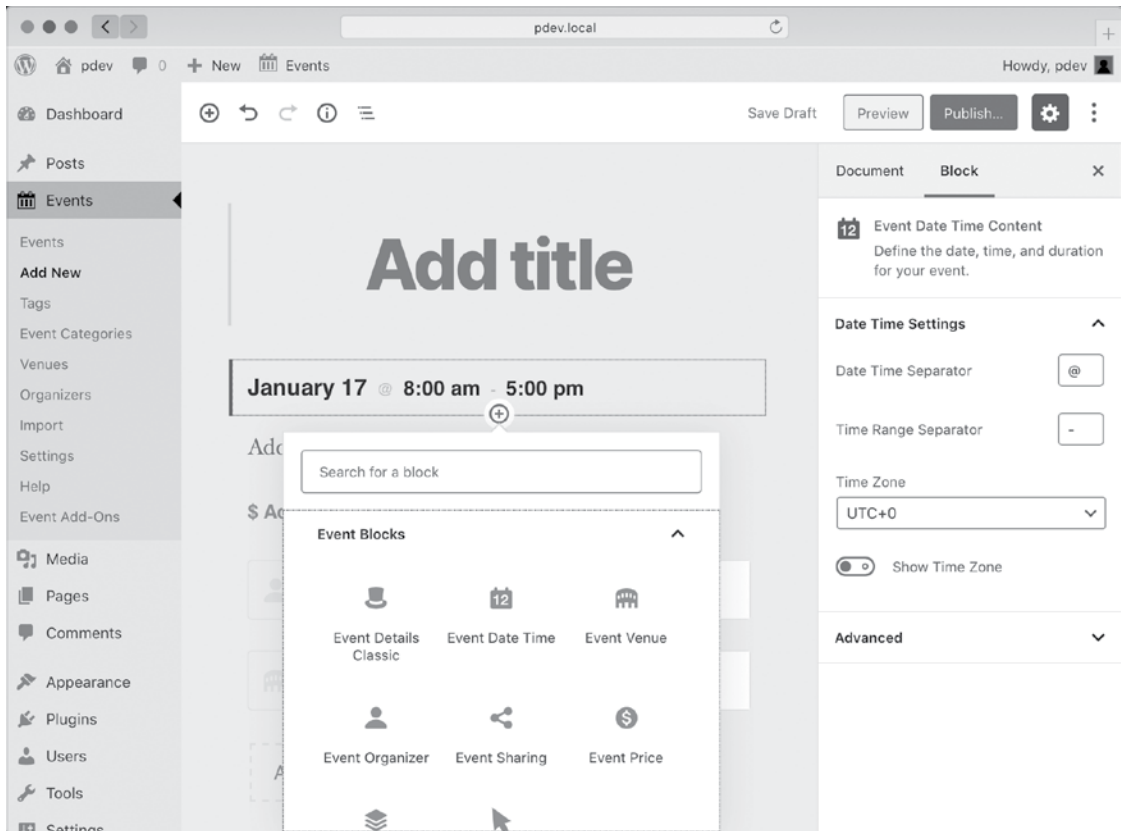 pdev.local
pdev 0 + New Events Howdy, pdev
Dashboard
Posts
Events
Events
Add New
Tags
Event Categories
Venues
Organizers
Import
Settings
Help
Event Add-Ons
Media
Pages
Comments
Appearance
Plugins
Users
Tools
Settings
Save Draft Preview Publish...
Add title
January 17 @ 8:00 am - 5:00 pm
Add
$ Ad
Search for a block
Event Blocks
12
Event Details Classic
Event Date Time
Event Venue
Event Organizer
Event Sharing
$
Event Price
A
Document Block
12
Event Date Time Content
Define the date, time, and duration
for your event.
Date Time Settings
Date Time Separator @
Time Range Separator -
Time Zone
UTC+0
Show Time Zone
Advanced